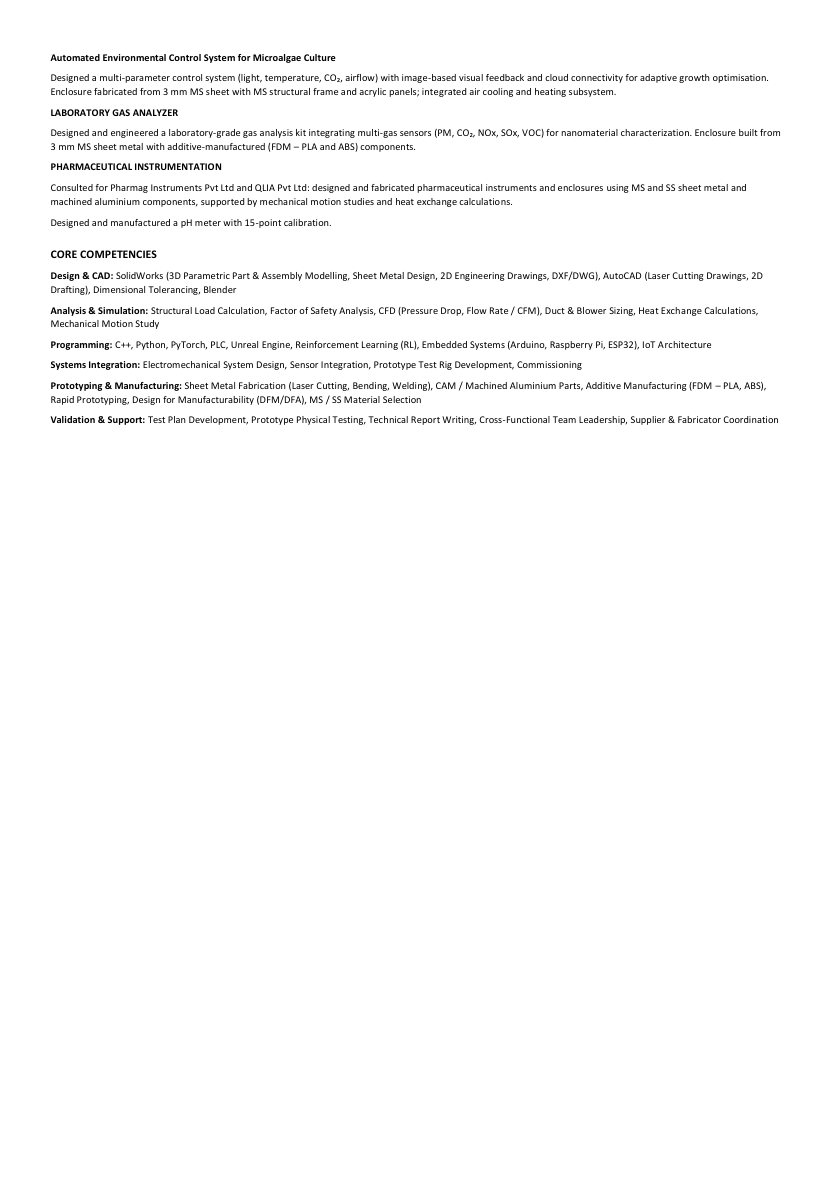 Automated Environmental Control System for Microalgae Culture
Designed a multi-parameter control system (light, temperature, CO₂, airflow) with image-based visual feedback and cloud connectivity for adaptive growth optimisation.
Enclosure fabricated from 3 mm MS sheet with MS structural frame and acrylic panels; integrated air cooling and heating subsystem.
LABORATORY GAS ANALYZER
Designed and engineered a laboratory-grade gas analysis kit integrating multi-gas sensors (PM, CO₂, NOx, SOx, VOC) for nanomaterial characterization. Enclosure built from
3 mm MS sheet metal with additive-manufactured (FDM – PLA and ABS) components.
PHARMACEUTICAL INSTRUMENTATION
Consulted for Pharmag Instruments Pvt Ltd and QLIA Pvt Ltd: designed and fabricated pharmaceutical instruments and enclosures using MS and SS sheet metal and
machined aluminium components, supported by mechanical motion studies and heat exchange calculations.
Designed and manufactured a pH meter with 15-point calibration.
CORE COMPETENCIES
Design & CAD: SolidWorks (3D Parametric Part & Assembly Modelling, Sheet Metal Design, 2D Engineering Drawings, DXF/DWG), AutoCAD (Laser Cutting Drawings, 2D
Drafting), Dimensional Tolerancing, Blender
Analysis & Simulation: Structural Load Calculation, Factor of Safety Analysis, CFD (Pressure Drop, Flow Rate / CFM), Duct & Blower Sizing, Heat Exchange Calculations,
Mechanical Motion Study
Programming: C++, Python, PyTorch, PLC, Unreal Engine, Reinforcement Learning (RL), Embedded Systems (Arduino, Raspberry Pi, ESP32), IoT Architecture
Systems Integration: Electromechanical System Design, Sensor Integration, Prototype Test Rig Development, Commissioning
Prototyping & Manufacturing: Sheet Metal Fabrication (Laser Cutting, Bending, Welding), CAM / Machined Aluminium Parts, Additive Manufacturing (FDM – PLA, ABS),
Rapid Prototyping, Design for Manufacturability (DFM/DFA), MS / SS Material Selection
Validation & Support: Test Plan Development, Prototype Physical Testing, Technical Report Writing, Cross-Functional Team Leadership, Supplier & Fabricator Coordination